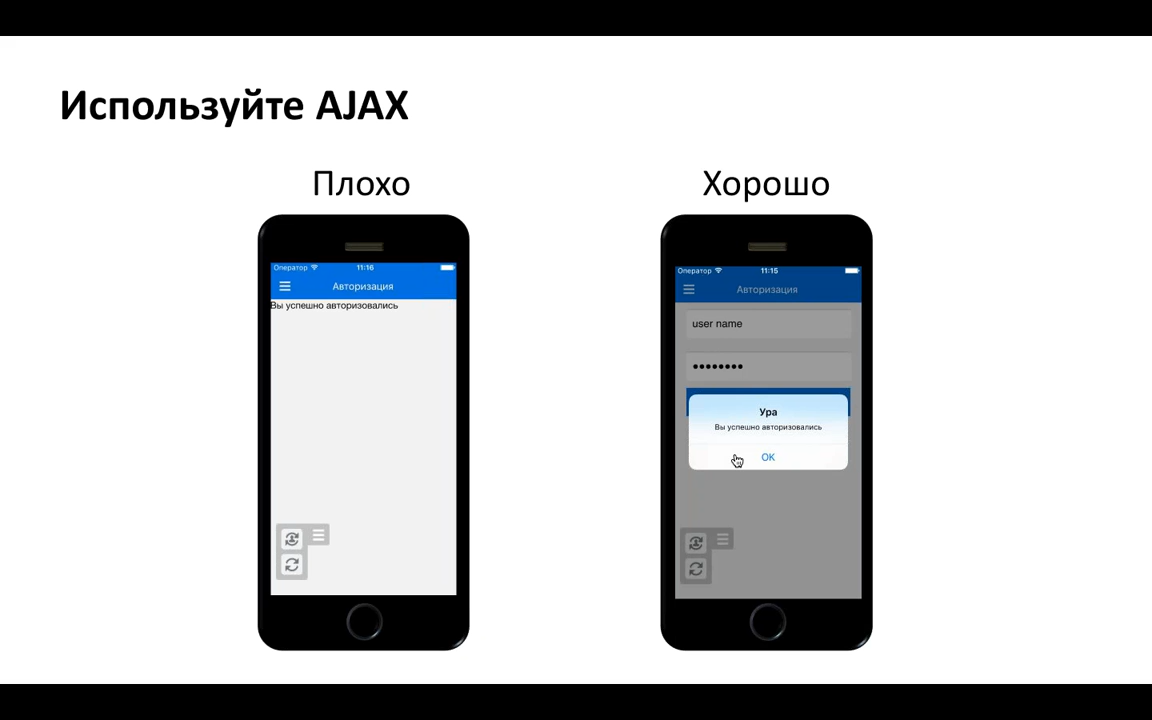 Используйте AJAX
Плохо
Оператор
11:16
Авторизация
Вы успешно авторизовались
Хорошо
Оператор
11:15
Авторизация
user name
••••••••
Ура
Вы успешно авторизовались
OK